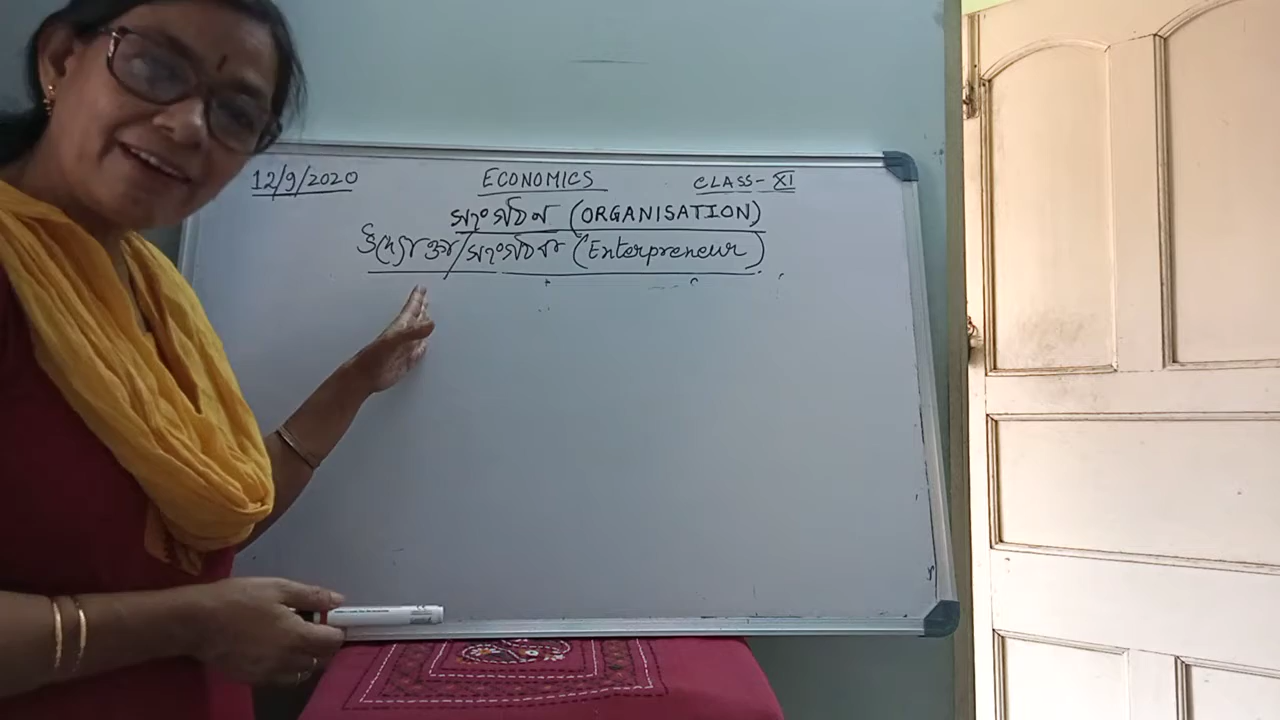 12/9/2020 ECONOMICS CLASS-XI
সংগঠন (ORGANISATION)
উদ্যোক্তা/সংগঠক (Enterpreneur)